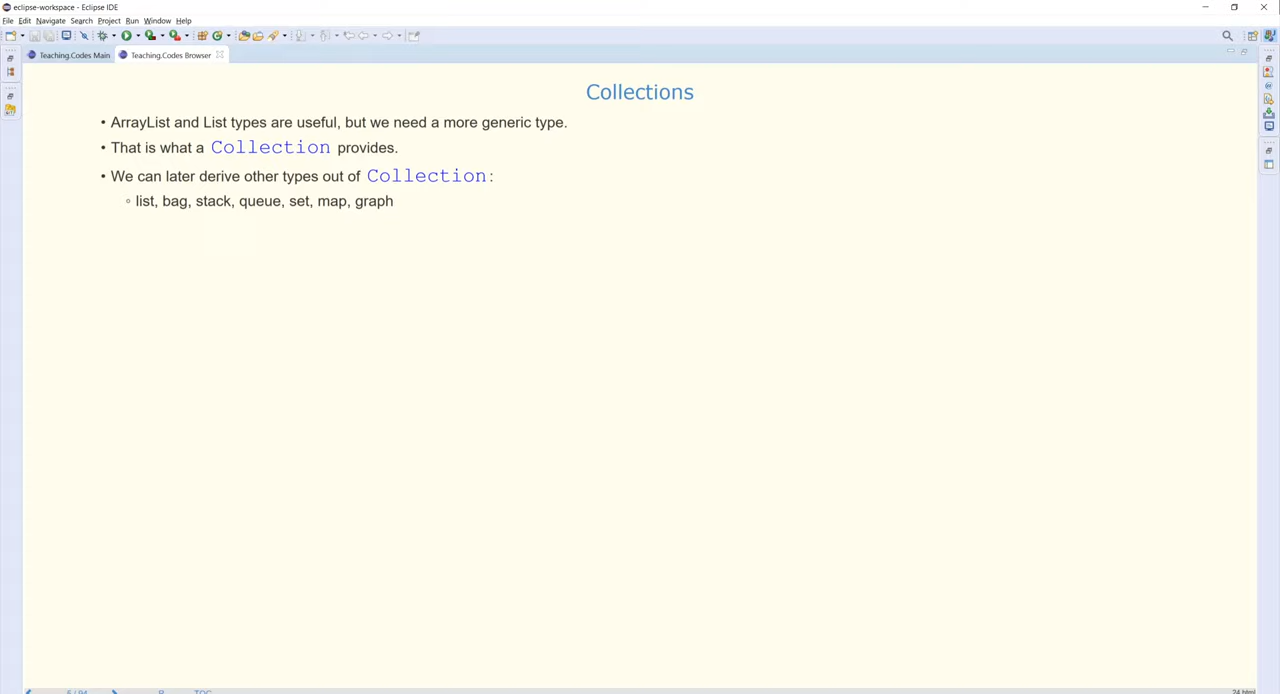 eclipse-workspace - Eclipse IDE
File Edit Navigate Search Project Run Window Help
Teaching.Codes Main Teaching.Codes Browser
Collections
• ArrayList and List types are useful, but we need a more generic type.
• That is what a Collection provides.
• We can later derive other types out of Collection:
◦ list, bag, stack, queue, set, map, graph